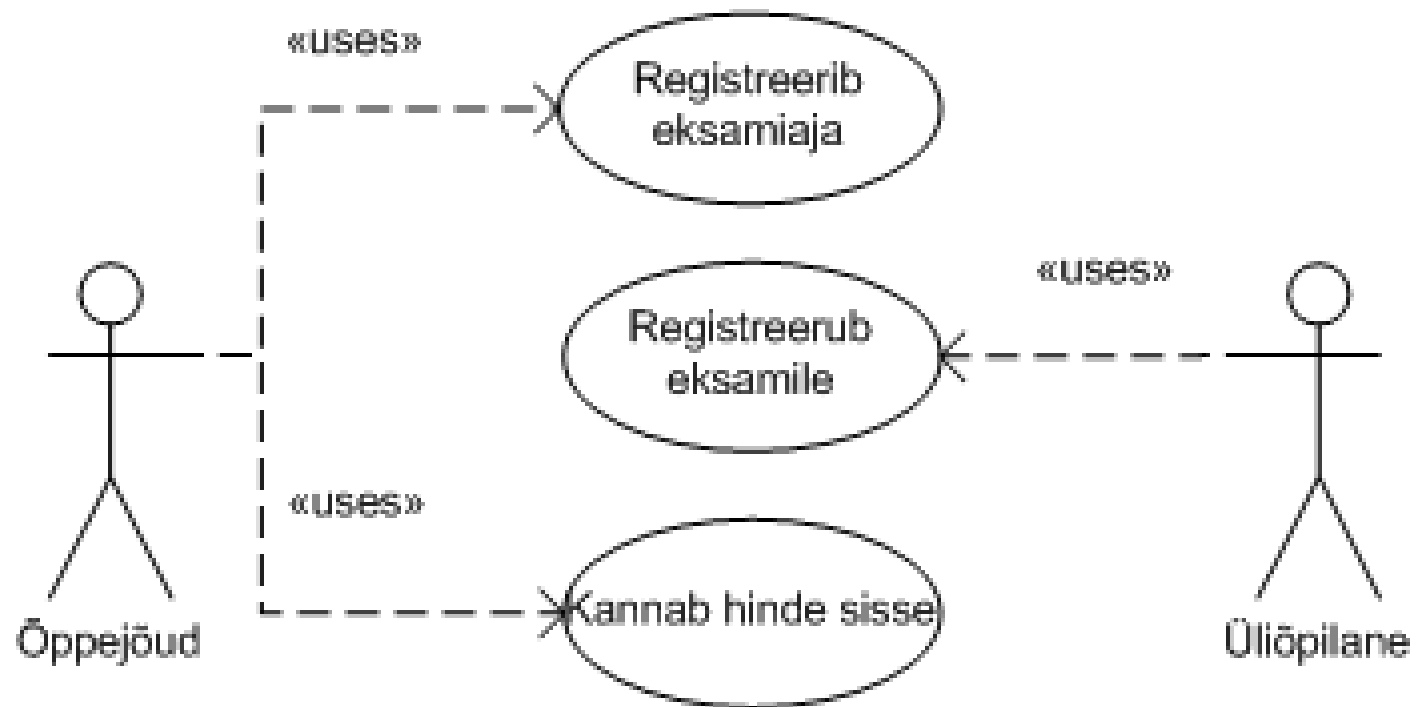 «uses»
Registreerib
eksamiaja
«uses»
Registreerub
eksamile
«uses»
Kannab hinde sisse
Õppejõud
Üliõpilane